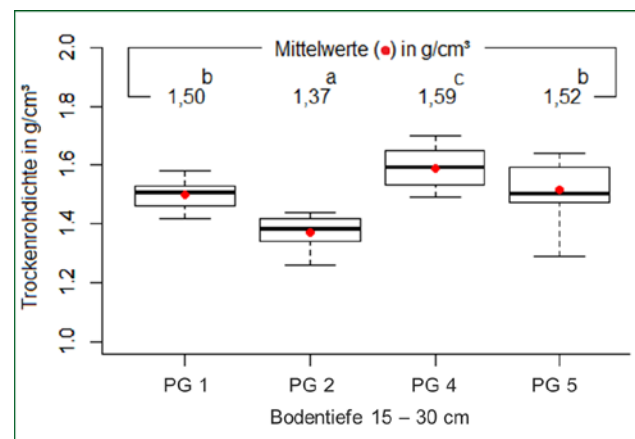 Mittelwerte (●) in g/cm³
b a c b
1,50 1,37 1,59 1,52
Trockenrohdichte in g/cm³
2.0
1.8
1.6
1.4
1.2
1.0
PG 1 PG 2 PG 4 PG 5
Bodentiefe 15 – 30 cm